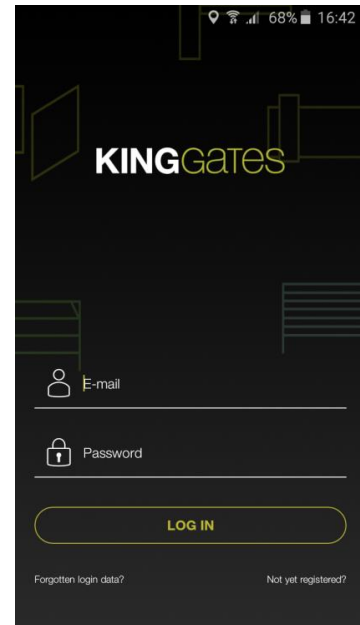 68% 16:42
KINGGATES
E-mail
Password
LOG IN
Forgotten login data? Not yet registered?